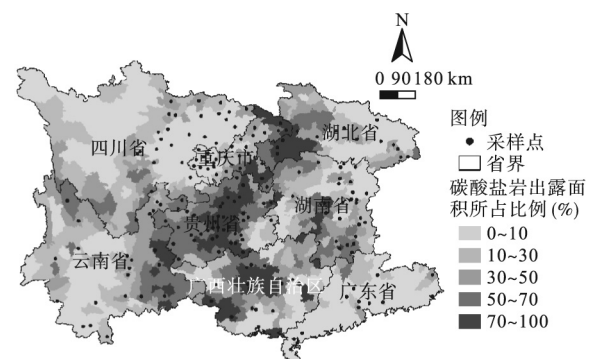 N
0 90180 km
图例
采样点
省界
碳酸盐岩出露面
积所占比例(%)
0~10
10~30
30~50
50~70
70~100
四川省
重庆市
湖北省
贵州省
湖南省
云南省
广西壮族自治区
广东省